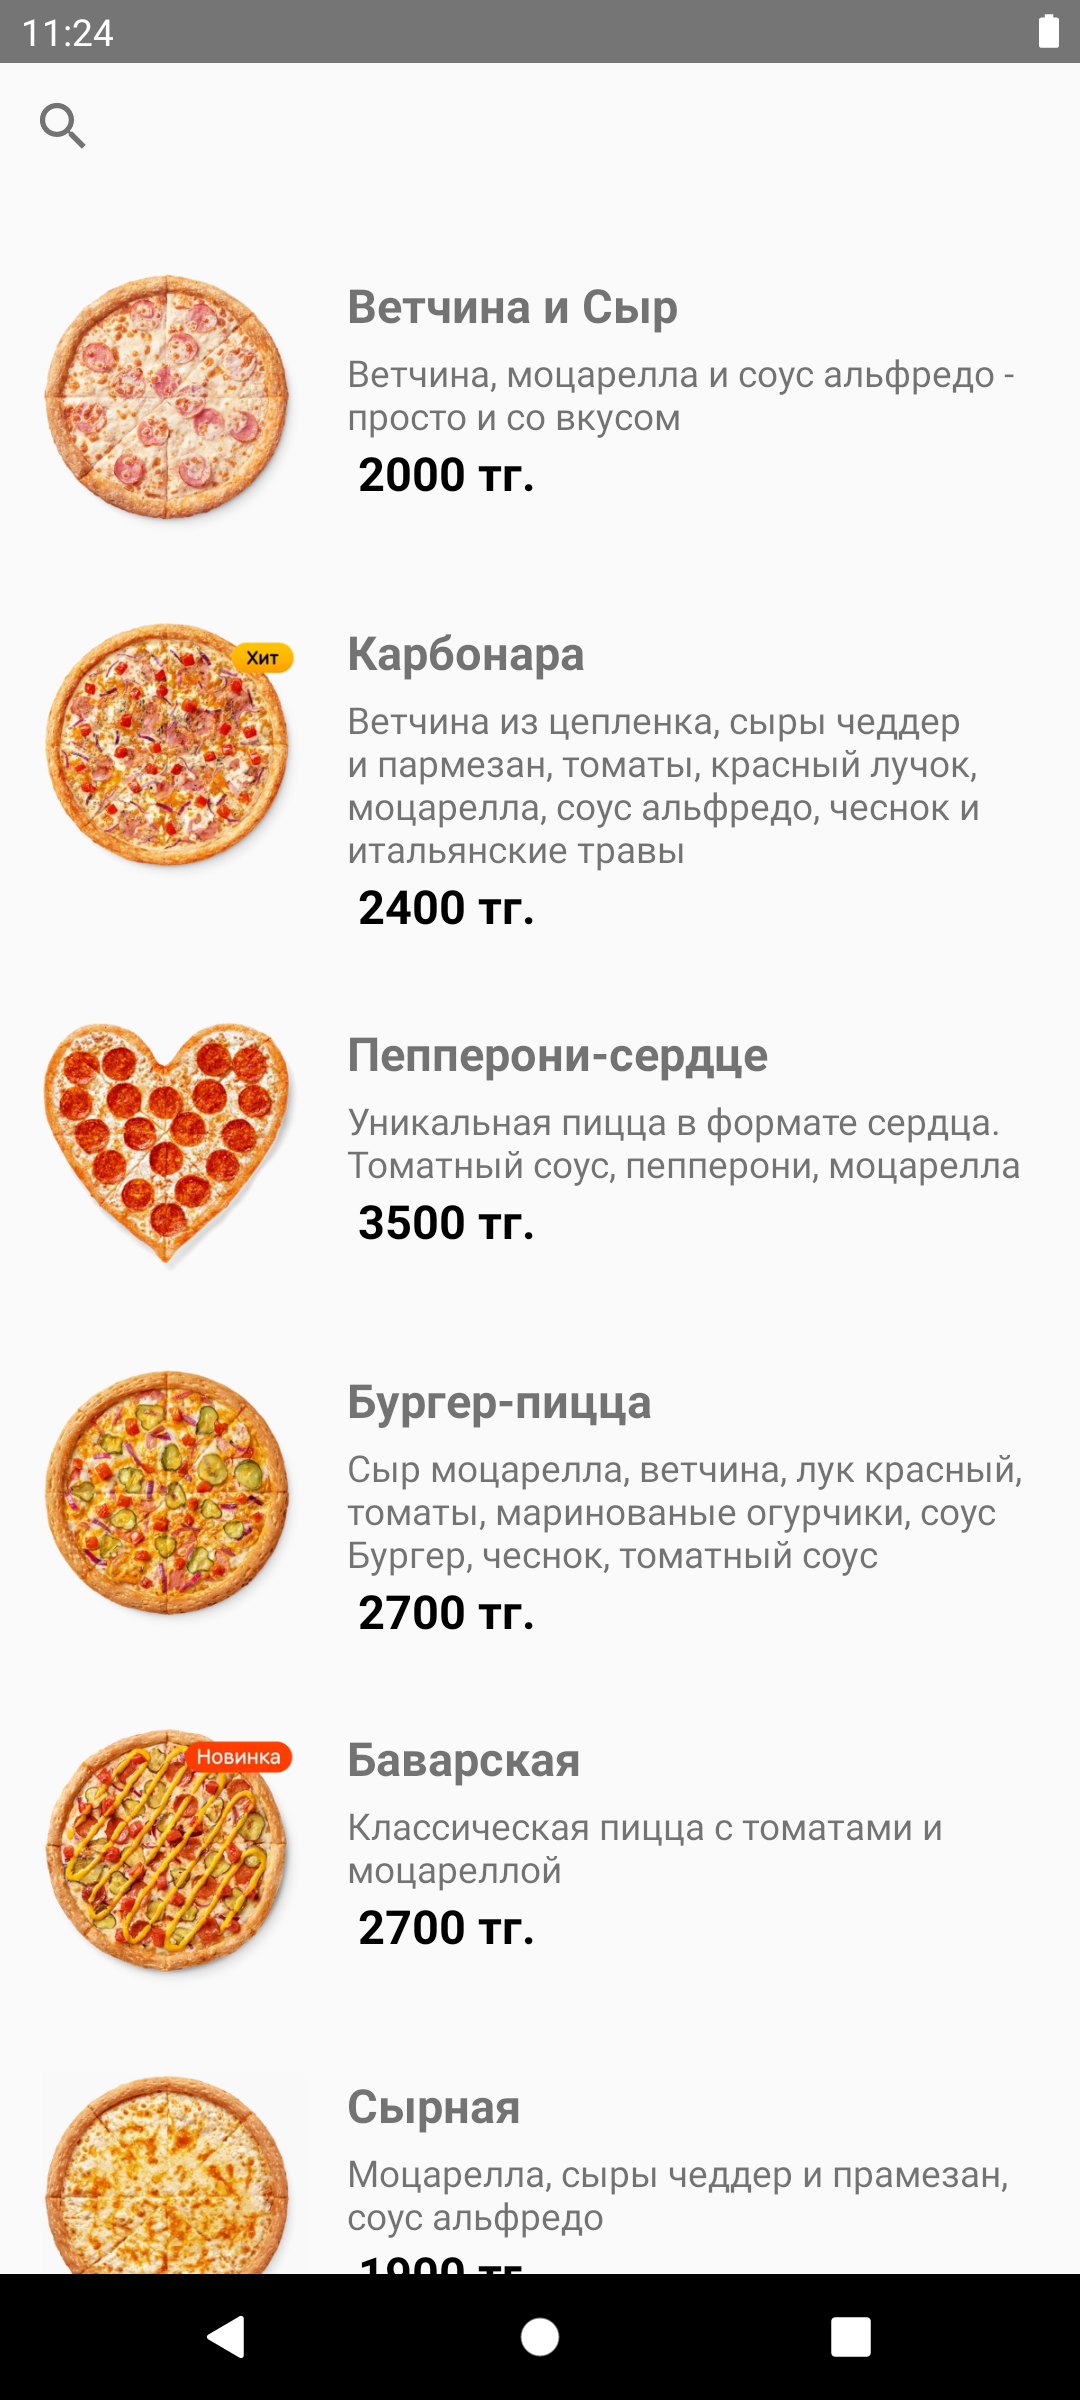 11:24
Ветчина и Сыр
Ветчина, моцарелла и соус альфредо -
просто и со вкусом
2000 тг.
Хит
Карбонара
Ветчина из цепленка, сыры чеддер
и пармезан, томаты, красный лучок,
моцарелла, соус альфредо, чеснок и
итальянские травы
2400 тг.
Пепперони-сердце
Уникальная пицца в формате сердца.
Томатный соус, пепперони, моцарелла
3500 тг.
Бургер-пицца
Сыр моцарелла, ветчина, лук красный,
томаты, маринованые огурчики, соус
Бургер, чеснок, томатный соус
2700 тг.
Новинка
Баварская
Классическая пицца с томатами и
моцареллой
2700 тг.
Сырная
Моцарелла, сыры чеддер и прамезан,
соус альфредо
1900 тг.